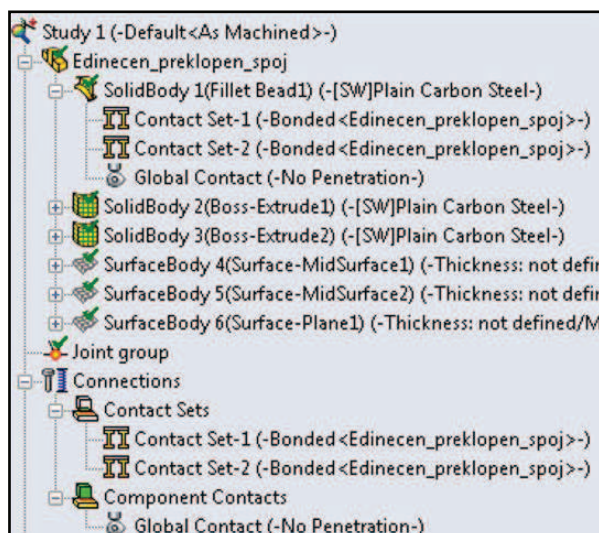 Study 1 (-Default<As Machined>-)
Edinecen_preklopen_spoj
SolidBody 1(Fillet Bead1) (-[SW]Plain Carbon Steel-)
Contact Set-1 (-Bonded<Edinecen_preklopen_spoj>-)
Contact Set-2 (-Bonded<Edinecen_preklopen_spoj>-)
Global Contact (-No Penetration-)
SolidBody 2(Boss-Extrude1) (-[SW]Plain Carbon Steel-)
SolidBody 3(Boss-Extrude2) (-[SW]Plain Carbon Steel-)
SurfaceBody 4(Surface-MidSurface1) (-Thickness: not defin
SurfaceBody 5(Surface-MidSurface2) (-Thickness: not defin
SurfaceBody 6(Surface-Plane1) (-Thickness: not defined/M
Joint group
Connections
Contact Sets
Contact Set-1 (-Bonded<Edinecen_preklopen_spoj>-)
Contact Set-2 (-Bonded<Edinecen_preklopen_spoj>-)
Component Contacts
Global Contact (-No Penetration-)